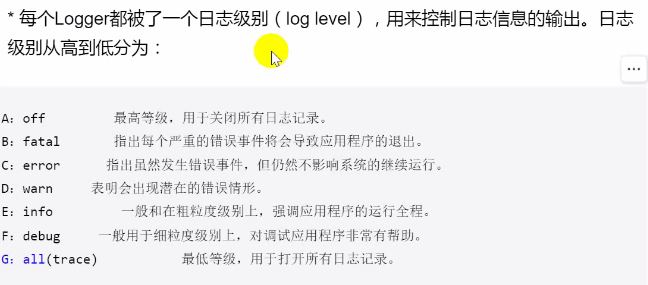 * 每个Logger都被了一个日志级别（log level），用来控制日志信息的输出。日志
级别从高到低分为：
A：off 最高等级，用于关闭所有日志记录。
B：fatal 指出每个严重的错误事件将会导致应用程序的退出。
C：error 指出虽然发生错误事件，但仍然不影响系统的继续运行。
D：warn 表明会出现潜在的错误情形。
E：info 一般和在粗粒度级别上，强调应用程序的运行全程。
F：debug 一般用于细粒度级别上，对调试应用程序非常有帮助。
G：all(trace) 最低等级，用于打开所有日志记录。